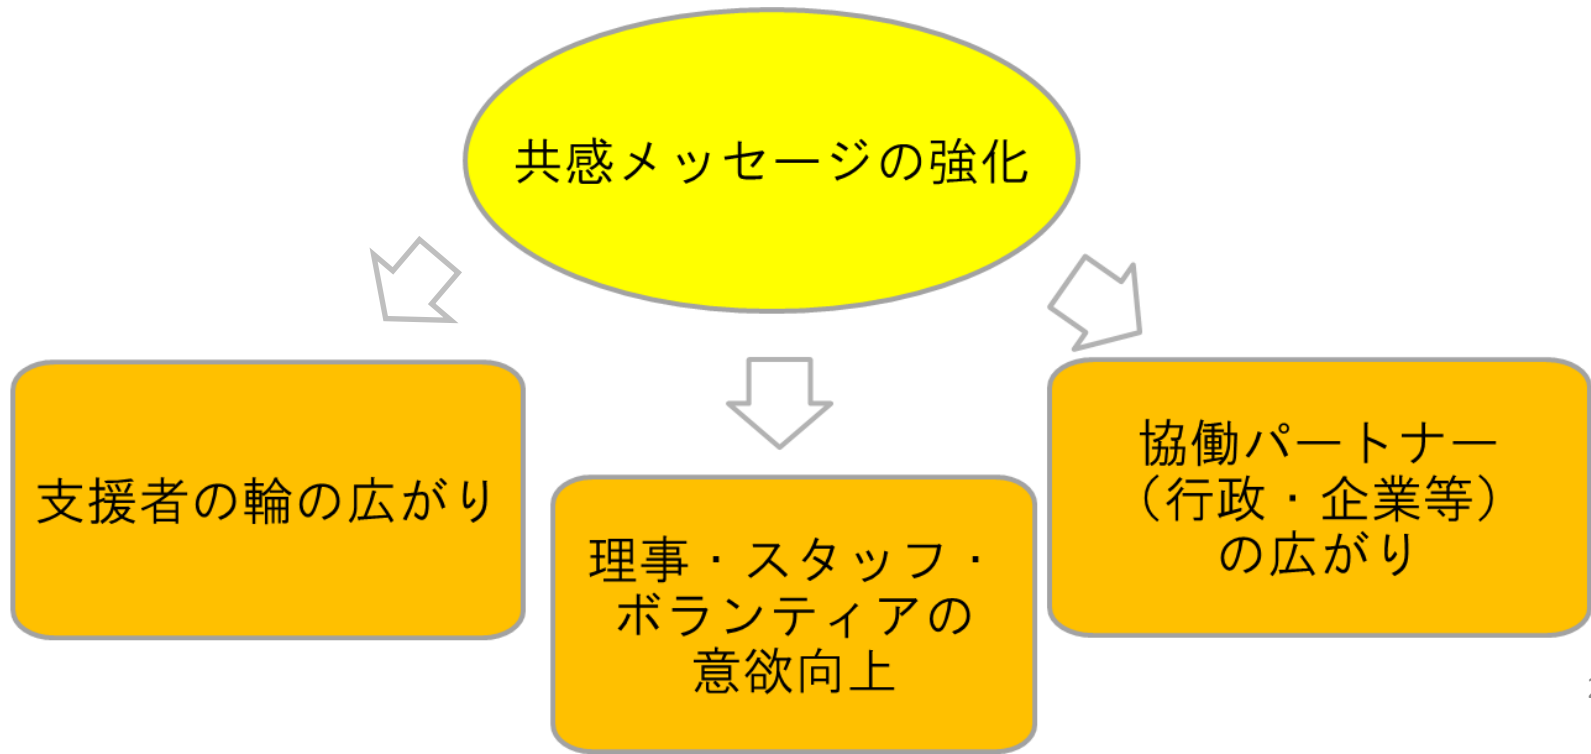 共感メッセージの強化
支援者の輪の広がり
理事・スタッフ・
ボランティアの
意欲向上
協働パートナー
（行政・企業等）
の広がり